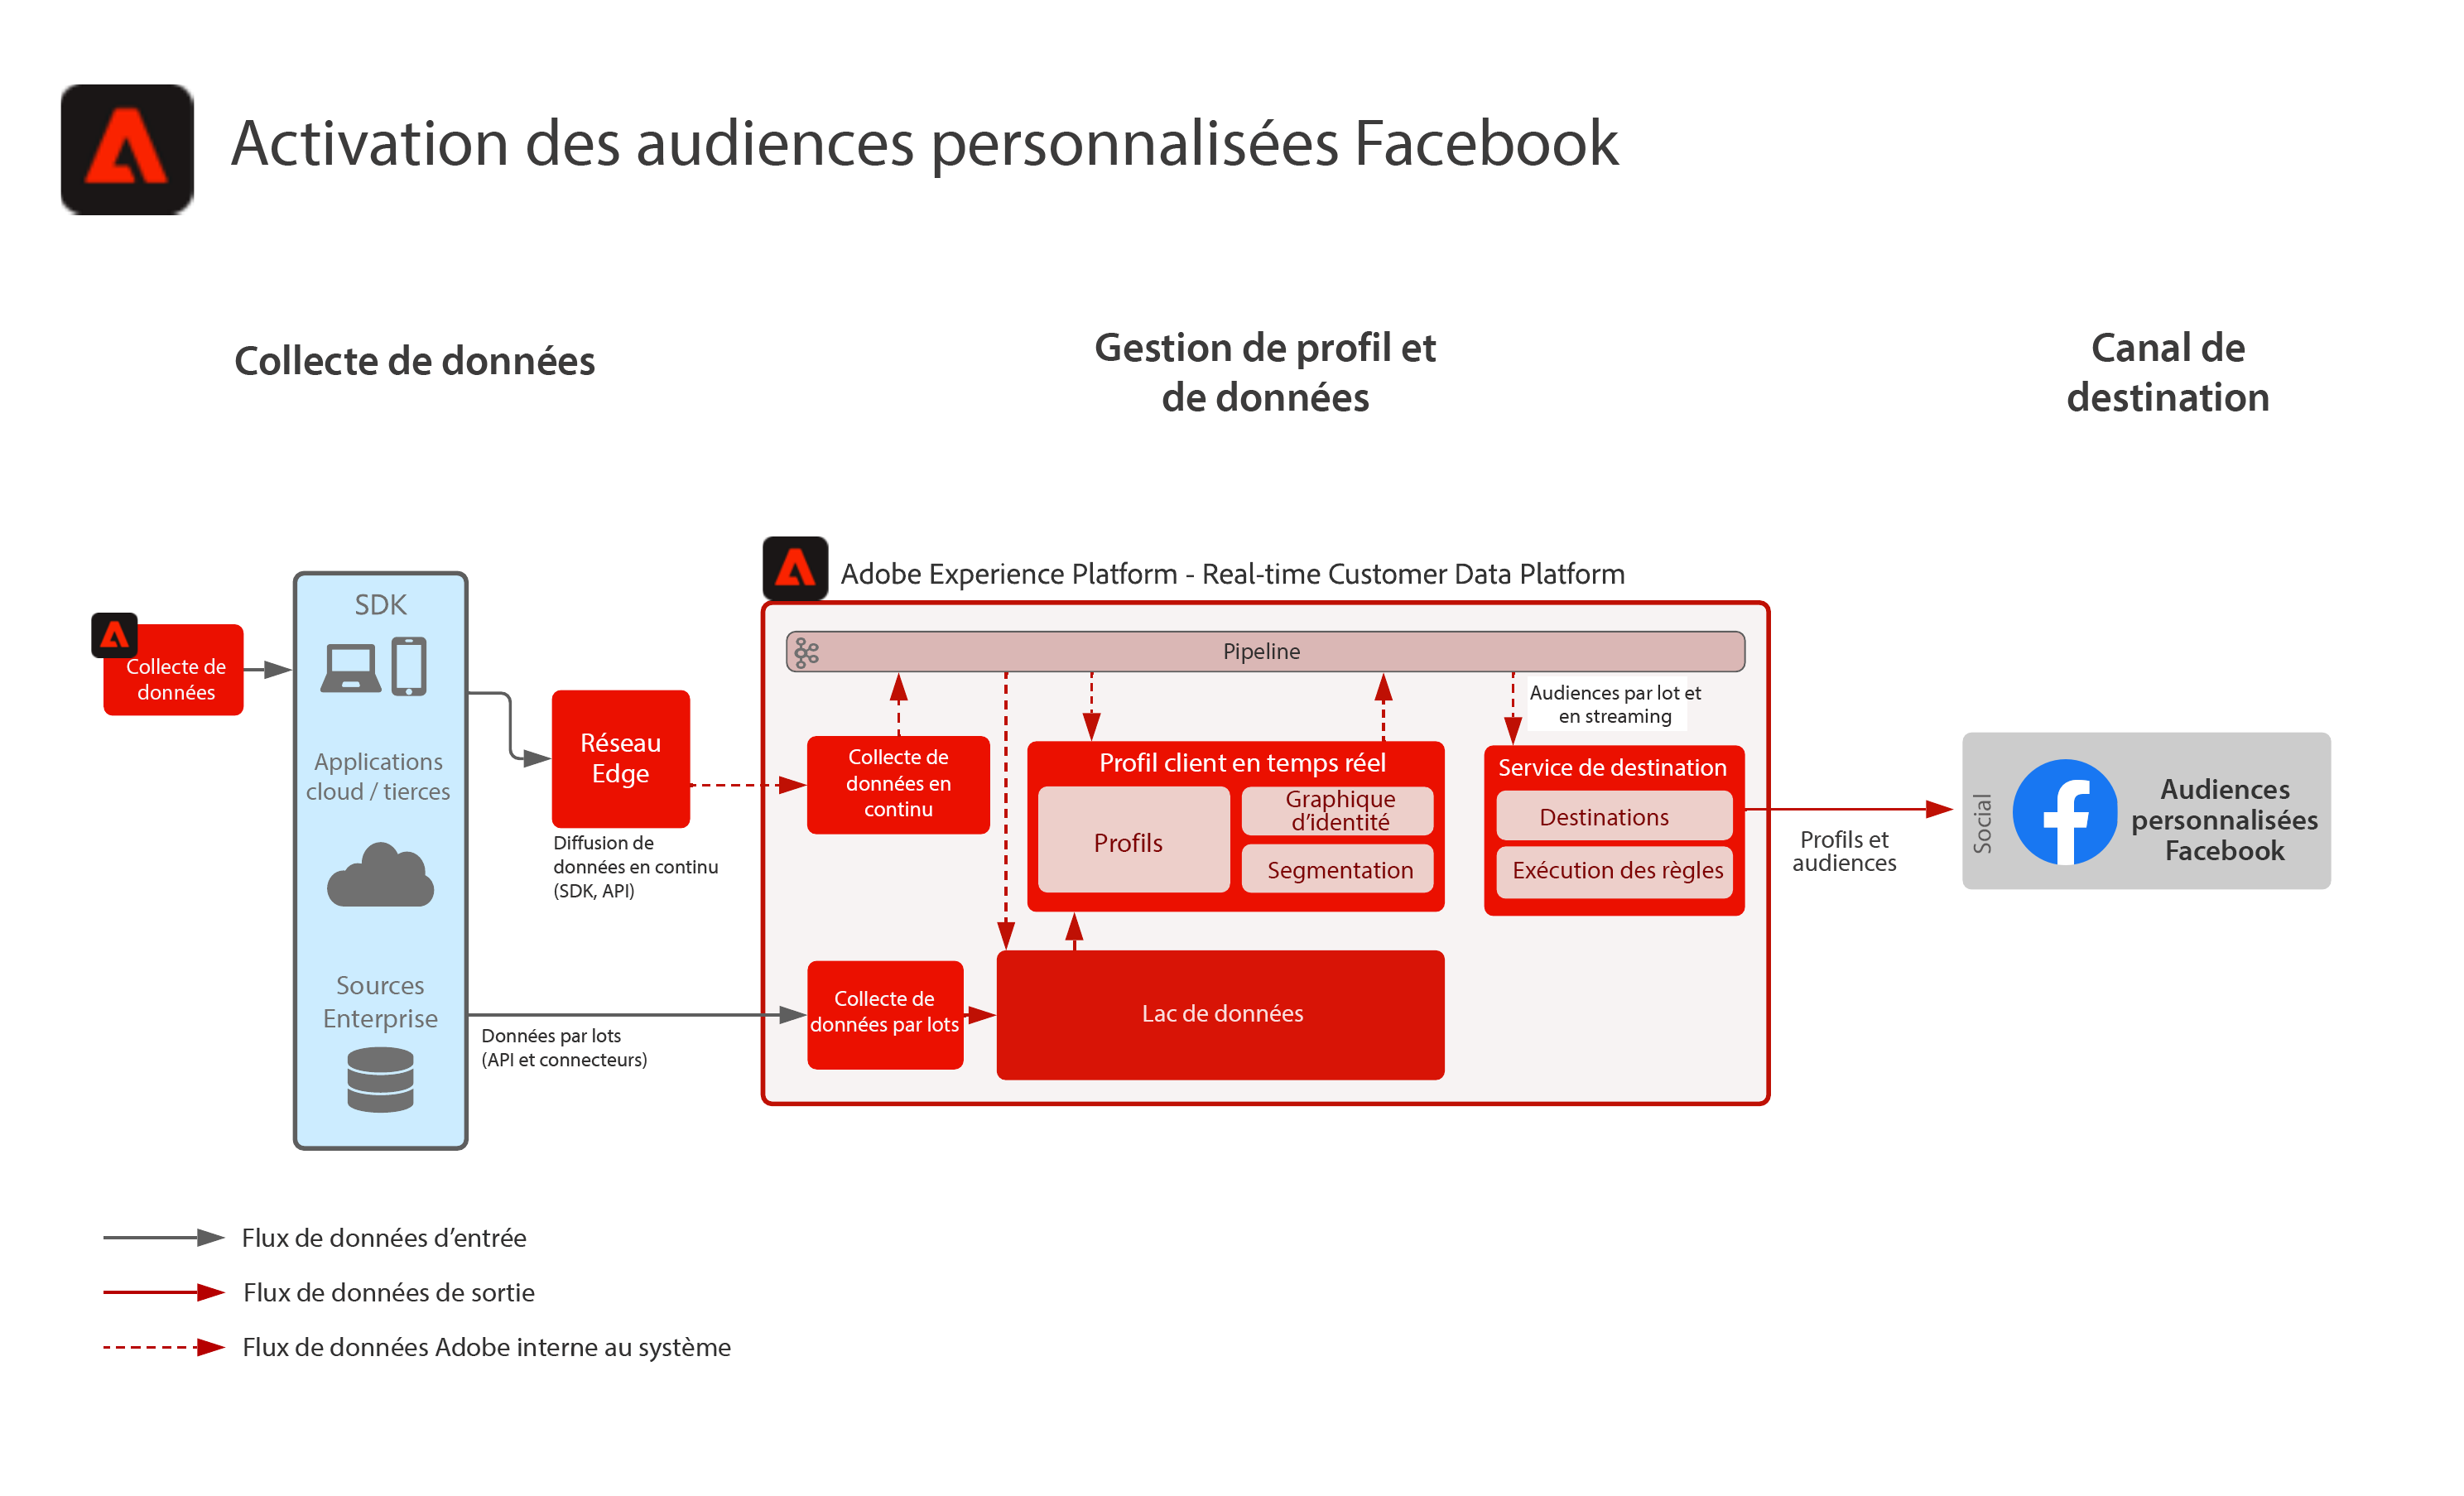 Activation des audiences personnalisées Facebook
Collecte de données
Gestion de profil et
de données
Canal de
destination
Adobe Experience Platform - Real-time Customer Data Platform
Collecte de
données
SDK
Applications
cloud / tierces
Sources
Enterprise
Réseau
Edge
Diffusion de
données en continu
(SDK, API)
Données par lots
(API et connecteurs)
Pipeline
Collecte de
données en
continu
Profil client en temps réel
Profils
Graphique
d’identité
Segmentation
Audiences par lot et
en streaming
Service de destination
Destinations
Exécution des règles
Collecte de
données par lots
Lac de données
Profils et
audiences
Social
Audiences
personnalisées
Facebook
Flux de données d’entrée
Flux de données de sortie
Flux de données Adobe interne au système